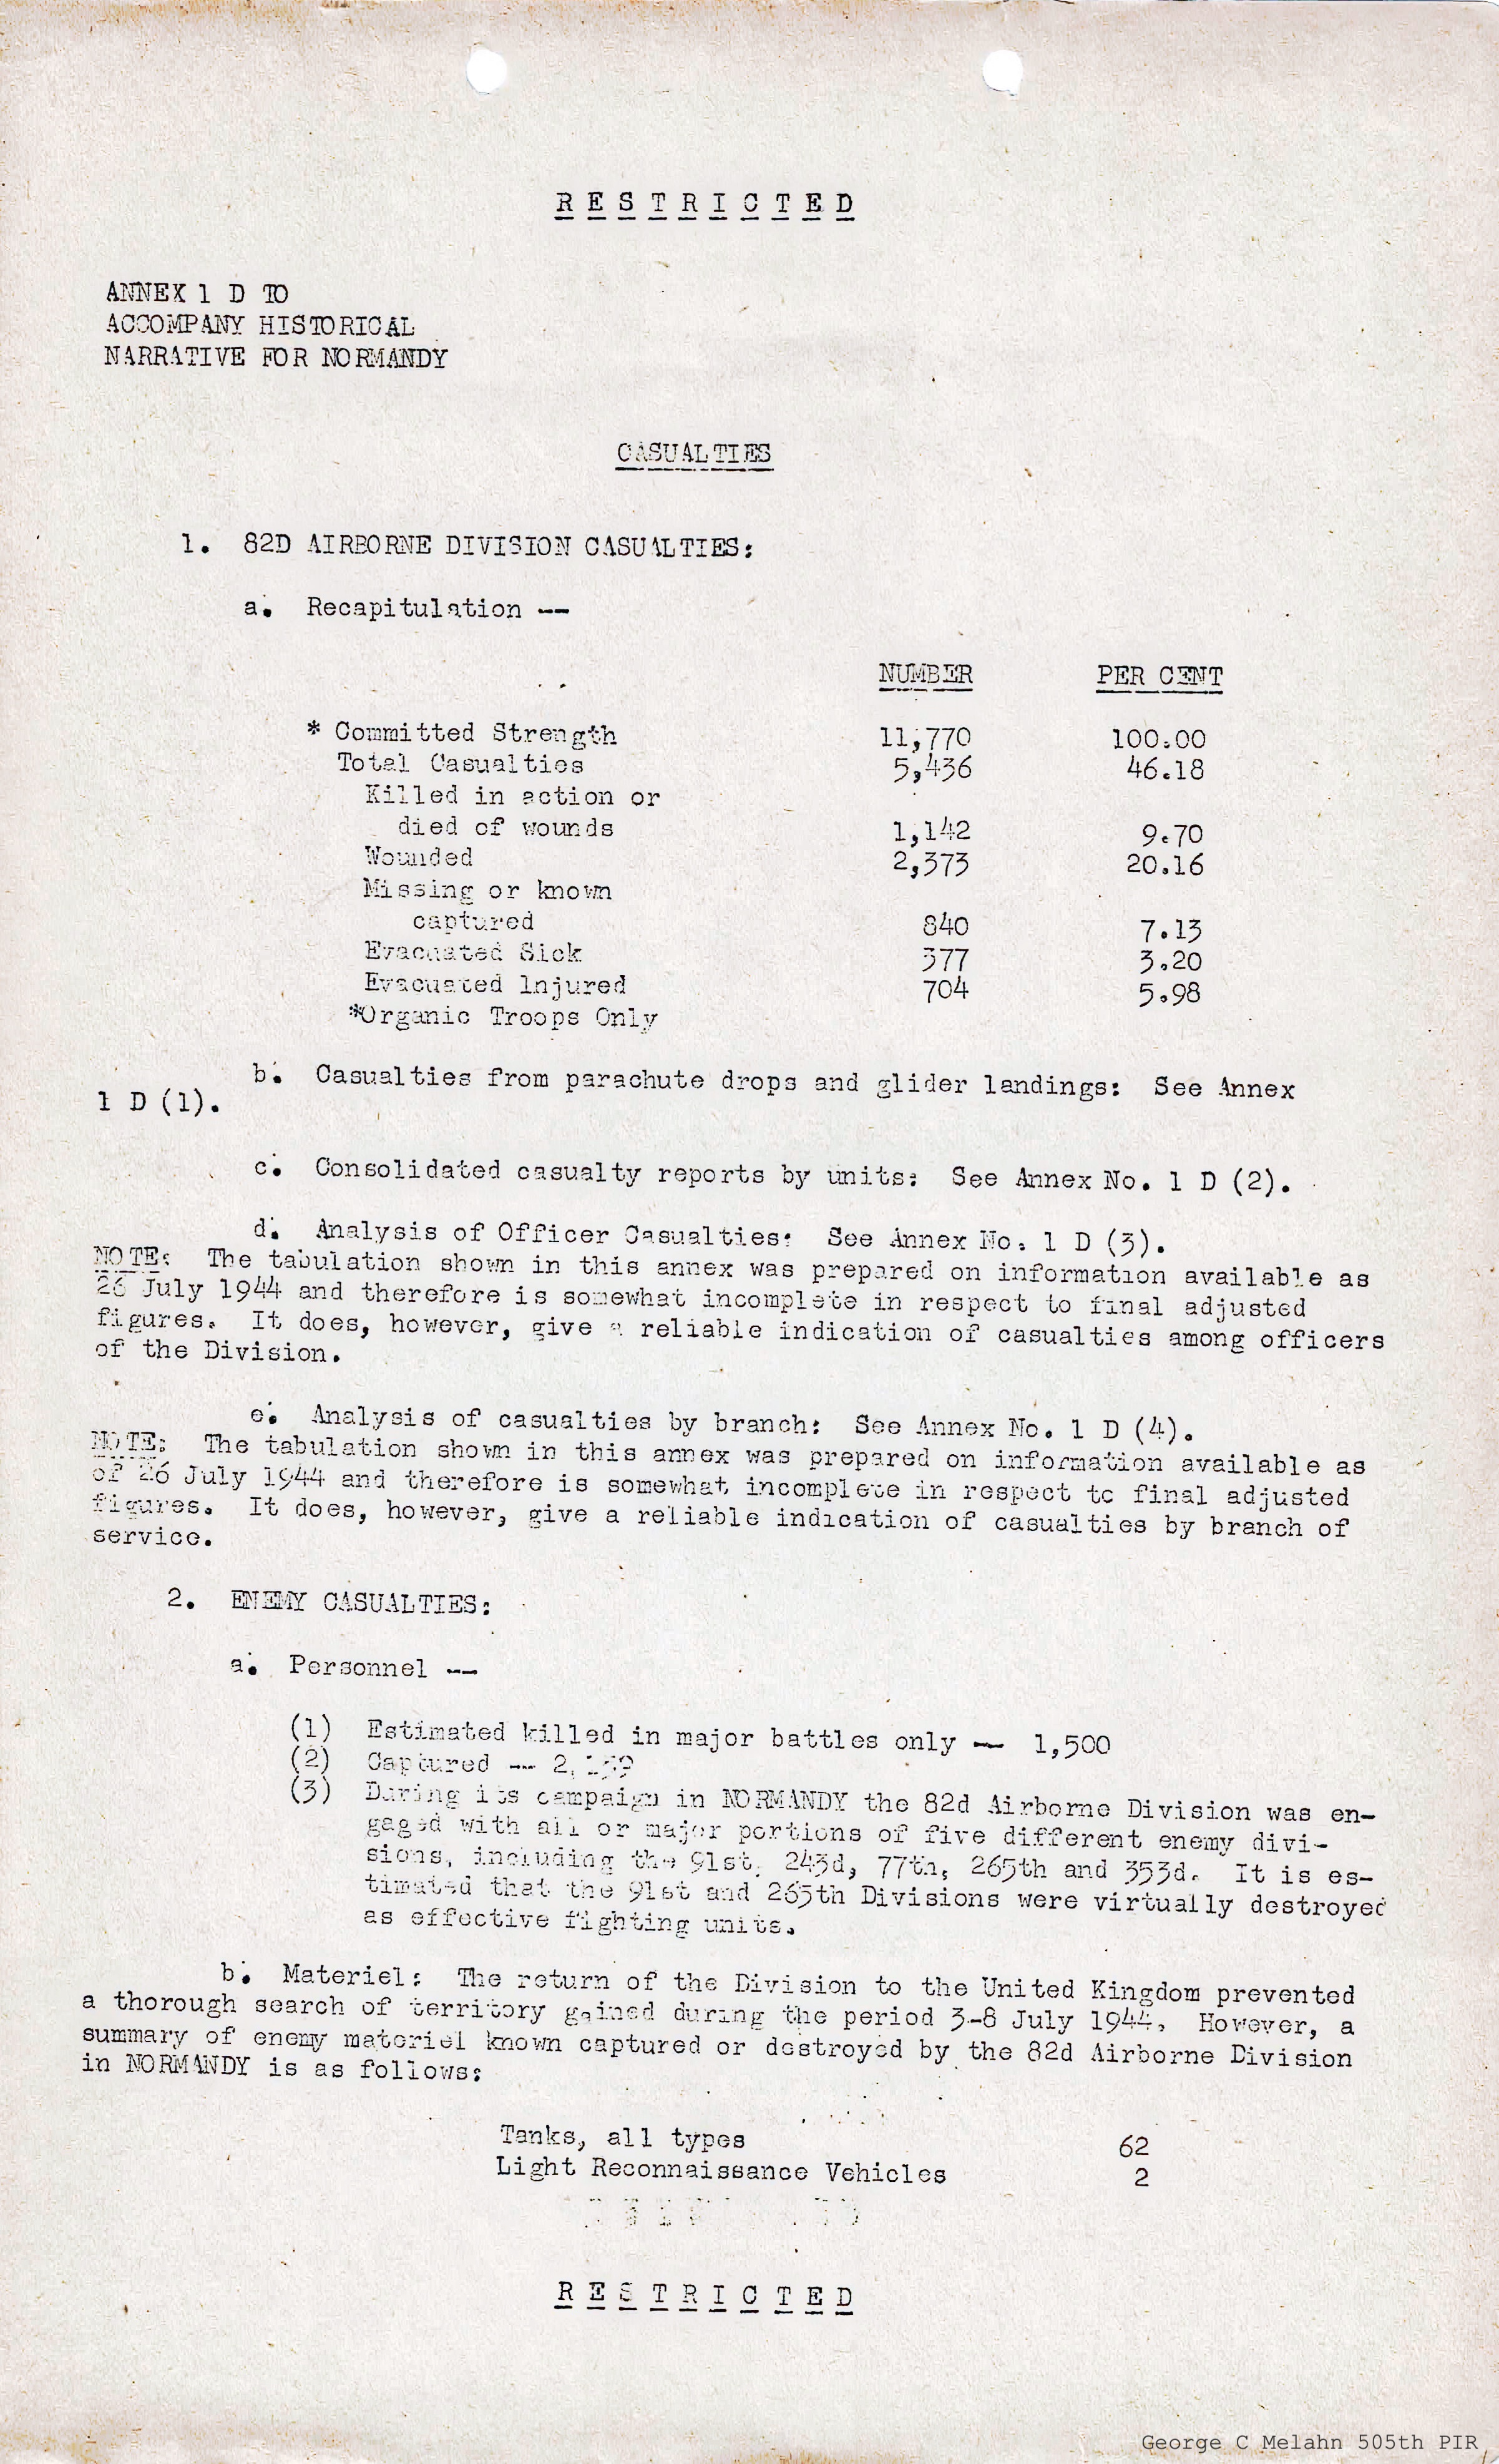 RESTRICTED
ANNEX 1 D TO
ACCOMPANY HISTORICAL
NARRATIVE FOR NORMANDY
CASUALTIES
1. 82D AIRBORNE DIVISION CASUALTIES:
a. Recapitulation --
NUMBER PER CENT
* Committed Strength 11,770 100.00
Total Casualties 5,436 46.18
Killed in action or
died of wounds 1,142 9.70
Wounded 2,373 20.16
Missing or known
captured 840 7.13
Evacuated Sick 377 3.20
Evacuated Injured 704 5.98
*Organic Troops Only
b. Casualties from parachute drops and glider landings: See Annex
1 D (1).
c. Consolidated casualty reports by units: See Annex No. 1 D (2).
d. Analysis of Officer Casualties: See Annex No. 1 D (3).
NOTE: The tabulation shown in this annex was prepared on information available as
26 July 1944 and therefore is somewhat incomplete in respect to final adjusted
figures. It does, however, give a reliable indication of casualties among officers
of the Division.
e. Analysis of casualties by branch: See Annex No. 1 D (4).
NOTE: The tabulation shown in this annex was prepared on information available as
of 26 July 1944 and therefore is somewhat incomplete in respect to final adjusted
figures. It does, however, give a reliable indication of casualties by branch of
service.
2. ENEMY CASUALTIES:
a. Personnel --
(1) Estimated killed in major battles only -- 1,500
(2) Captured --
(3) During its campaign in NORMANDY the 82d Airborne Division was en-
gaged with all or major portions of five different enemy divi-
sions, including the 91st, 243d, 77th, 265th and 353d. It is es-
timated that the 91st and 265th Divisions were virtually destroyed
as effective fighting units.
b. Materiel: The return of the Division to the United Kingdom prevented
a thorough search of territory gained during the period 3-8 July 1944. However, a
summary of enemy materiel known captured or destroyed by the 82d Airborne Division
in NORMANDY is as follows:
Tanks, all types 62
Light Reconnaissance Vehicles 2
RESTRICTED
George C Melahn 505th PIR